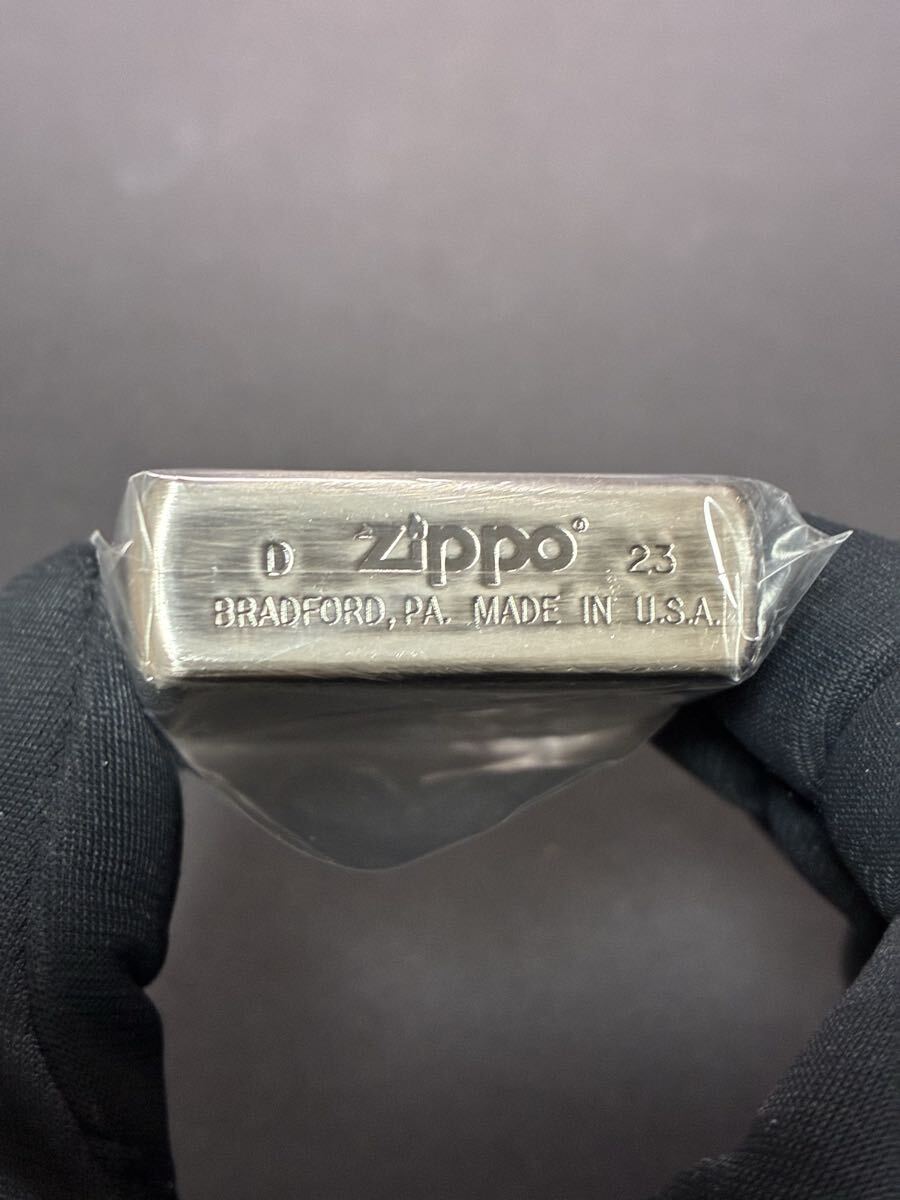 D Zippo® 23
BRADFORD, PA. MADE IN U.S.A.